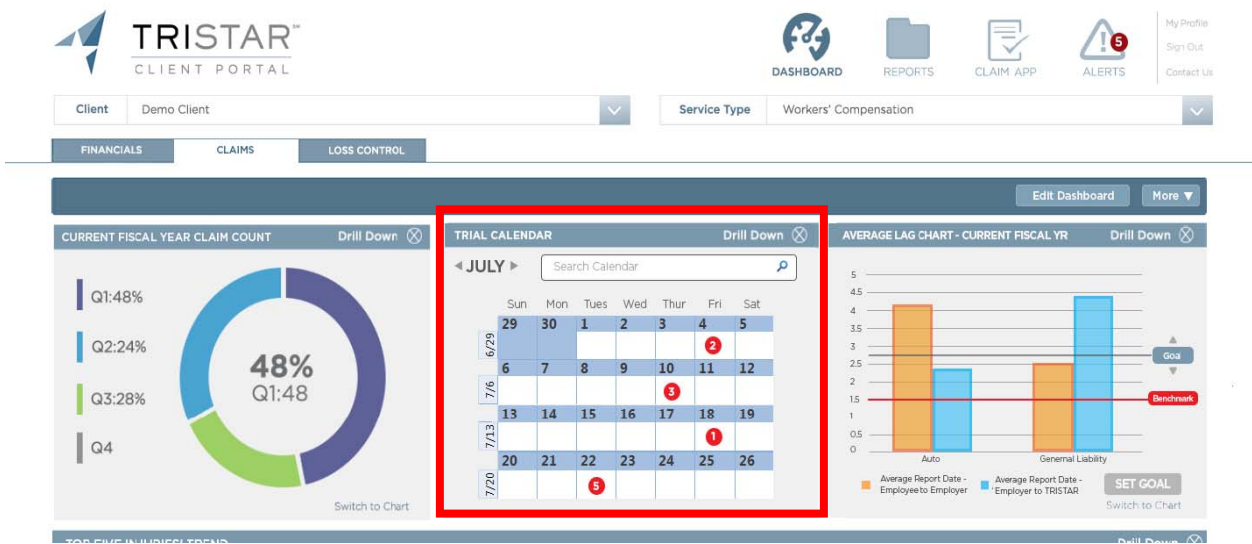 TRISTAR℠
CLIENT PORTAL
DASHBOARD
REPORTS
CLAIM APP
5
ALERTS
My Profile
Sign Out
Contact Us
Client Demo Client
Service Type Workers' Compensation
FINANCIALS CLAIMS LOSS CONTROL
Edit Dashboard More ▼
CURRENT FISCAL YEAR CLAIM COUNT Drill Down
Q1:48%
Q2:24%
Q3:28%
Q4
48%
Q1:48
Switch to Chart
TRIAL CALENDAR Drill Down
◀ JULY ▶ Search Calendar
Sun Mon Tues Wed Thur Fri Sat
6/29 29 30 1 2 3 4 5
2
7/6 6 7 8 9 10 11 12
3
7/13 13 14 15 16 17 18 19
1
7/20 20 21 22 23 24 25 26
5
AVERAGE LAG CHART - CURRENT FISCAL YR Drill Down
5
4.5
4
3.5
3
2.5
2
1.5
1
0.5
0
Goal
Benchmark
Auto Genernal Liability
Average Report Date -
Employee to Employer
Average Report Date -
Employer to TRISTAR
SET GOAL
Switch to Chart
TOP FIVE INJURIES' TREND Drill Down